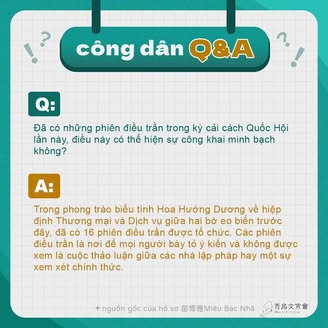 công dân Q&A
Q:
Đã có những phiên điều trần trong kỳ cải cách Quốc Hội
lần này, điều này có thể hiện sự công khai minh bạch
không?
A:
Trong phong trào biểu tình Hoa Hướng Dương về hiệp
định Thương mại và Dịch vụ giữa hai bờ eo biển trước
đây, đã có 16 phiên điều trần được tổ chức. Các phiên
điều trần là nơi để mọi người bày tỏ ý kiến và không được
xem là cuộc thảo luận giữa các nhà lập pháp hay một sự
xem xét chính thức.
nguồn gốc của hồ sơ 苗博雅Miêu Bác Nhã